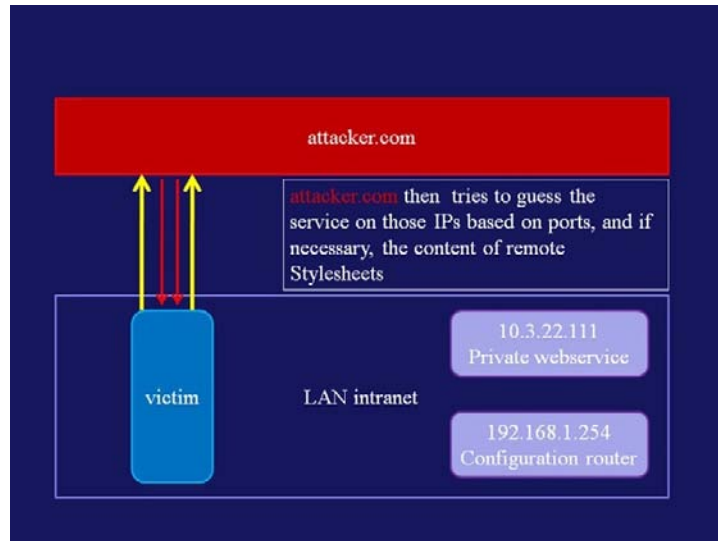 attacker.com
attacker.com then tries to guess the
service on those IPs based on ports, and if
necessary, the content of remote
Stylesheets
10.3.22.111
Private webservice
victim
LAN intranet
192.168.1.254
Configuration router